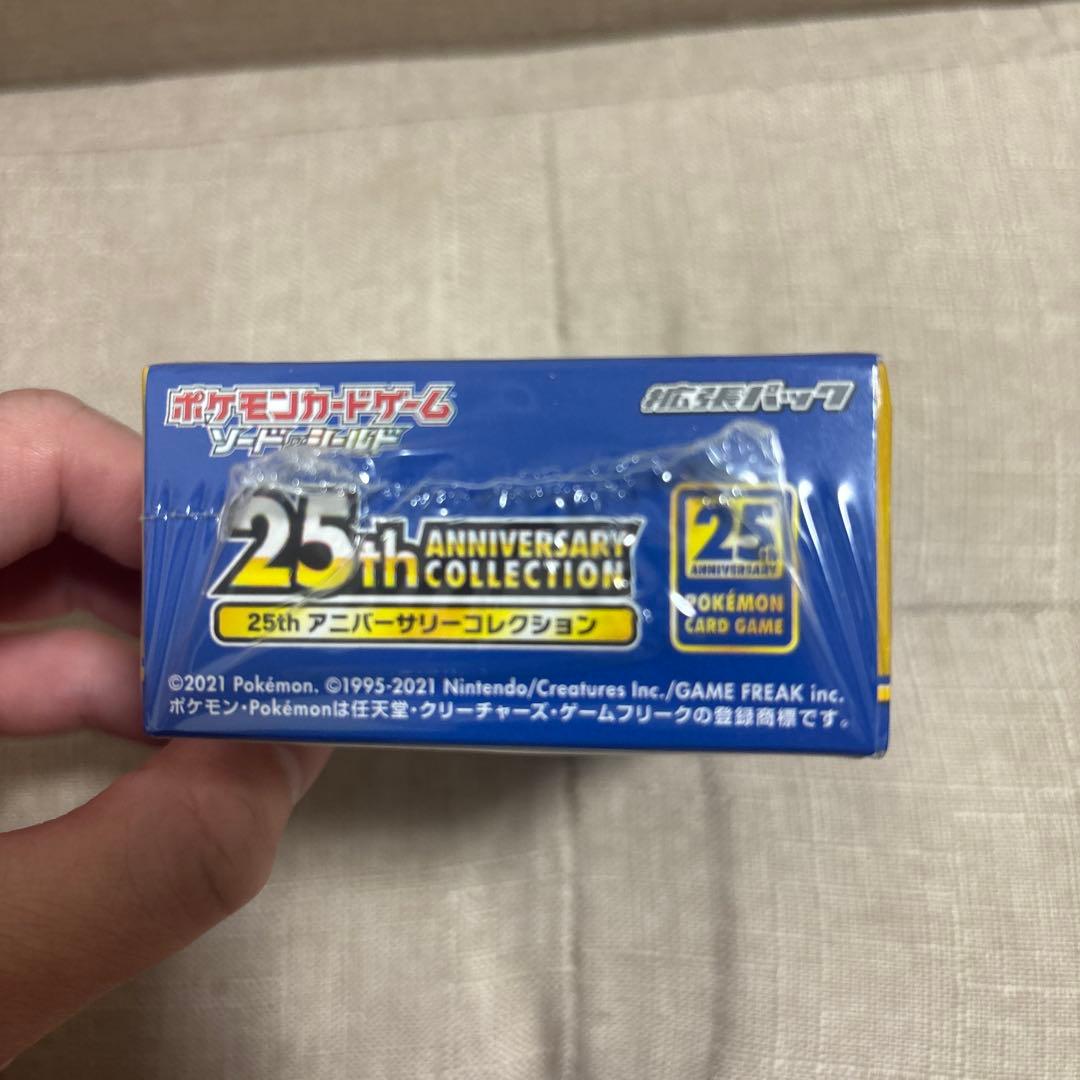 ポケモンカードゲーム
ソード&シールド
拡張パック
25th ANNIVERSARY COLLECTION
25th アニバーサリーコレクション
25th
ANNIVERSARY
POKÉMON
CARD GAME
©2021 Pokémon. ©1995-2021 Nintendo/Creatures Inc./GAME FREAK inc.
ポケモン・Pokémonは任天堂・クリーチャーズ・ゲームフリークの登録商標です。